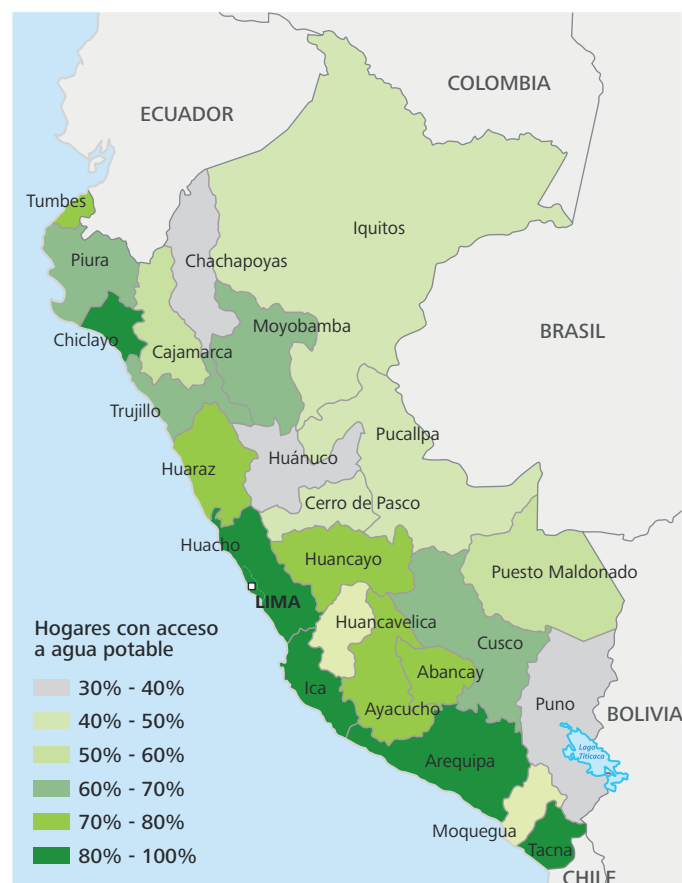 COLOMBIA
ECUADOR
Tumbes
Iquitos
Piura
Chachapoyas
Moyobamba
BRASIL
Chiclayo
Cajamarca
Trujillo
Pucallpa
Huánuco
Huaraz
Cerro de Pasco
Huacho
Huancayo
Puesto Maldonado
LIMA
Huancavelica
Hogares con acceso
a agua potable
Cusco
Abancay
30% - 40%
Ica
Ayacucho
Puno
BOLIVIA
40% - 50%
50% - 60%
Lago
Titicaca
Arequipa
60% - 70%
70% - 80%
Moquegua
80% - 100%
Tacna
CHILE